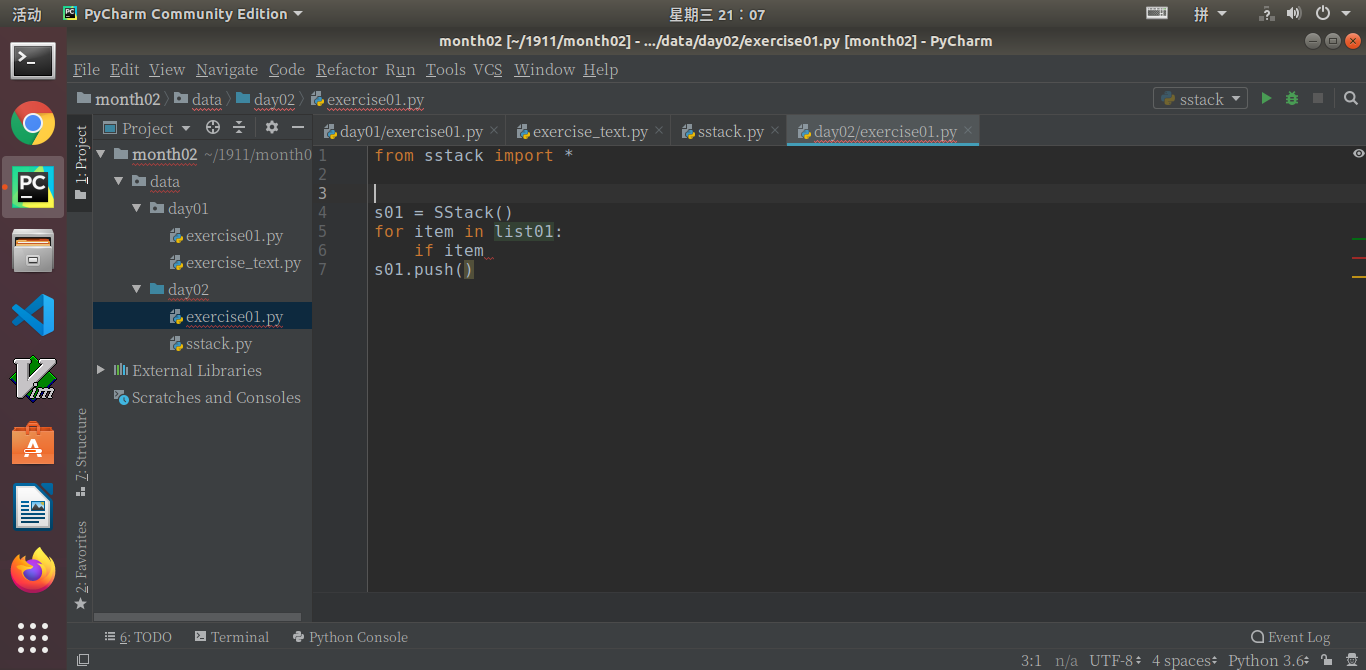 活动 PyCharm Community Edition 星期三 21：07 拼
month02 [~/1911/month02] - .../data/day02/exercise01.py [month02] - PyCharm
File Edit View Navigate Code Refactor Run Tools VCS Window Help
month02 data day02 exercise01.py sstack
Project day01/exercise01.py exercise_text.py sstack.py day02/exercise01.py
1: Project
month02 ~/1911/month0
data
day01
exercise01.py
exercise_text.py
day02
exercise01.py
sstack.py
External Libraries
Scratches and Consoles
7: Structure
2: Favorites
1 from sstack import *
2
3
4 s01 = SStack()
5 for item in list01:
6 if item
7 s01.push()
6: TODO Terminal Python Console Event Log
3:1 n/a UTF-8 4 spaces Python 3.6